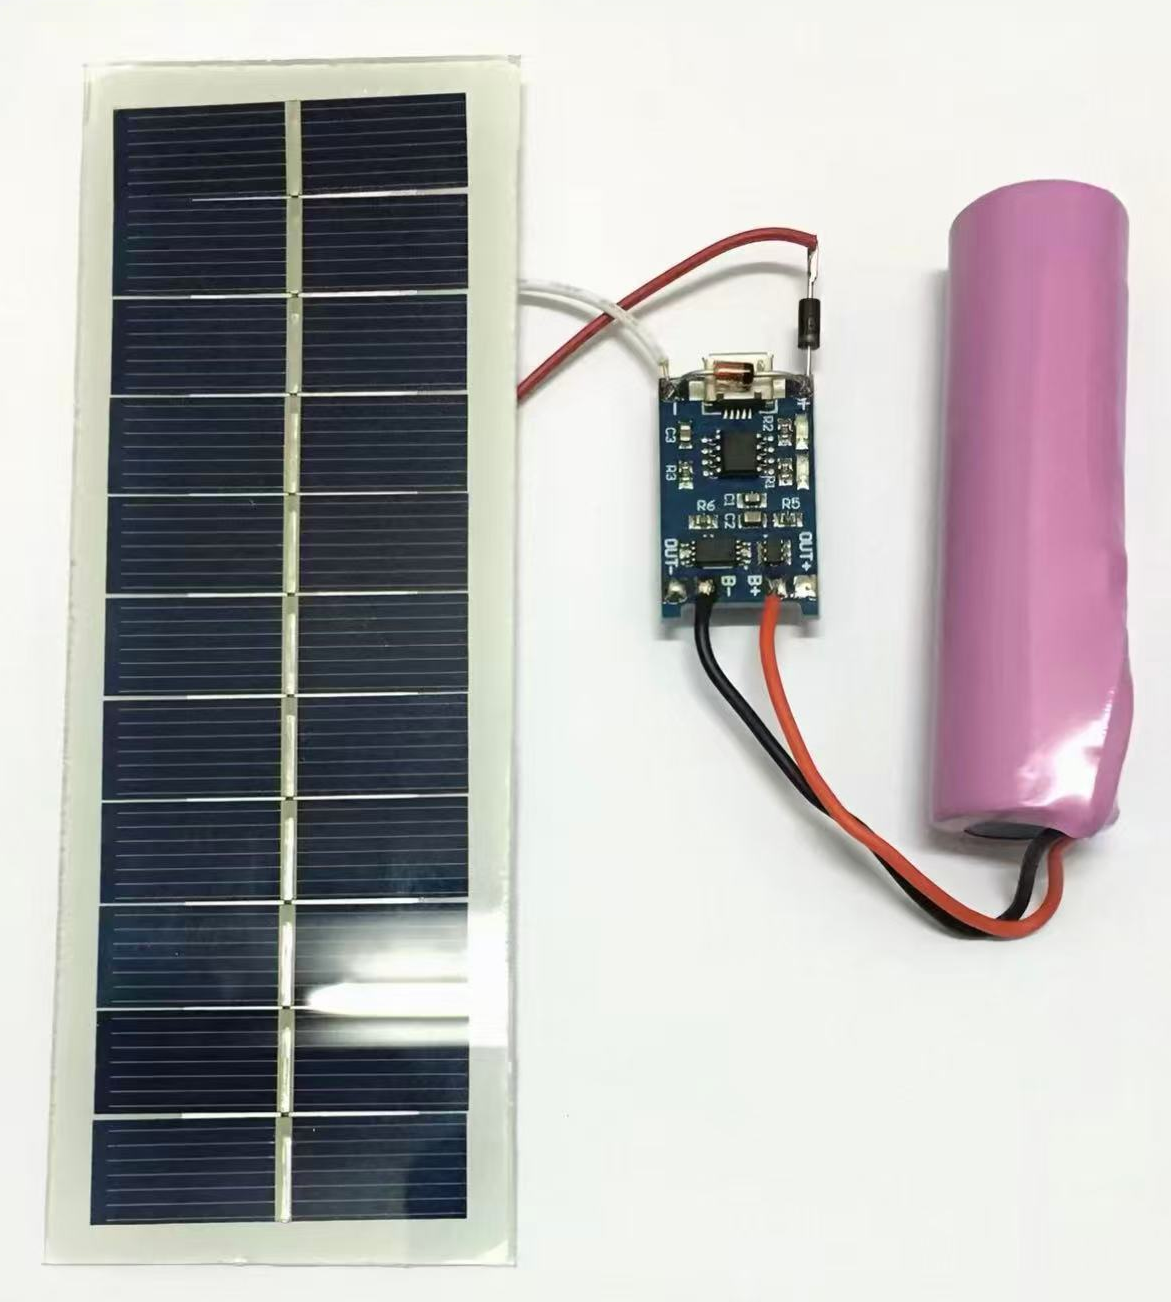 - +
C3
R2
R3
R1
C1
R6
C2
R5
OUT-
B-
B+
OUT+